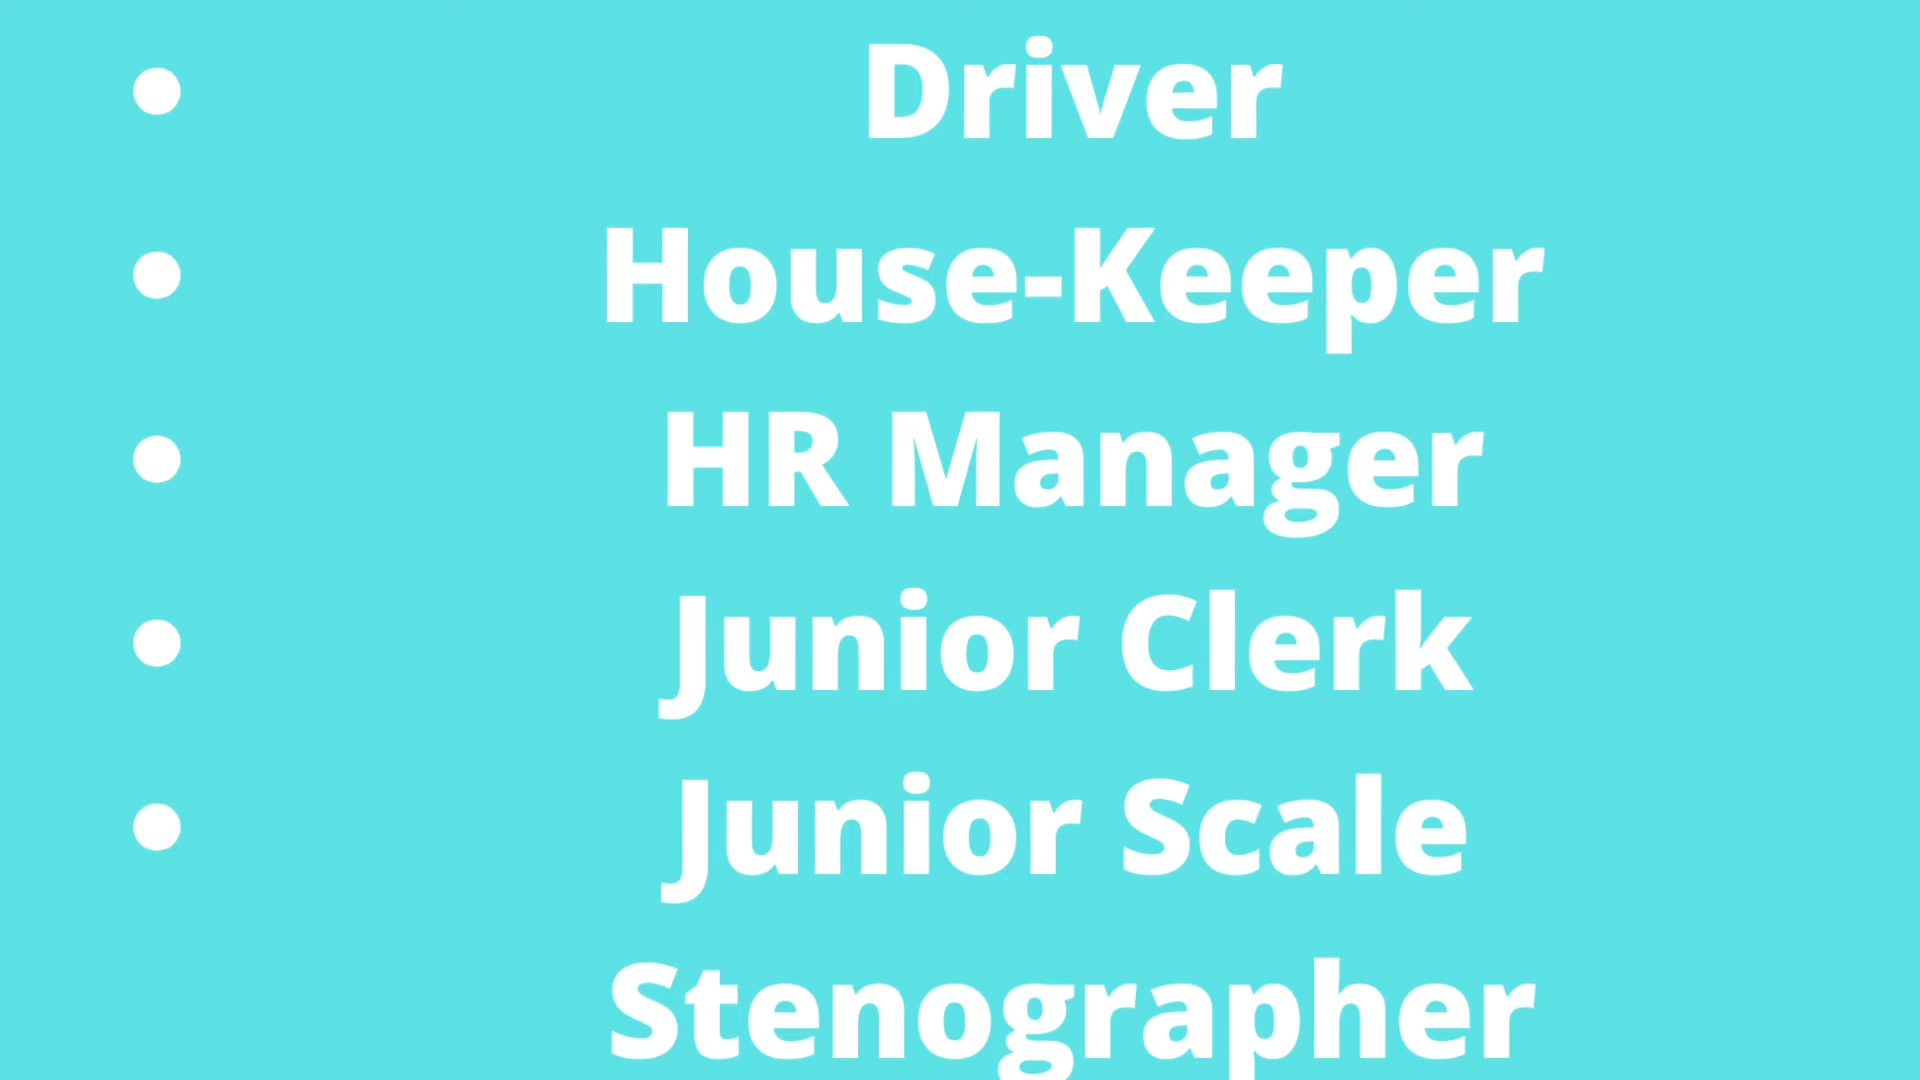 • Driver
• House-Keeper
• HR Manager
• Junior Clerk
• Junior Scale
Stenographer